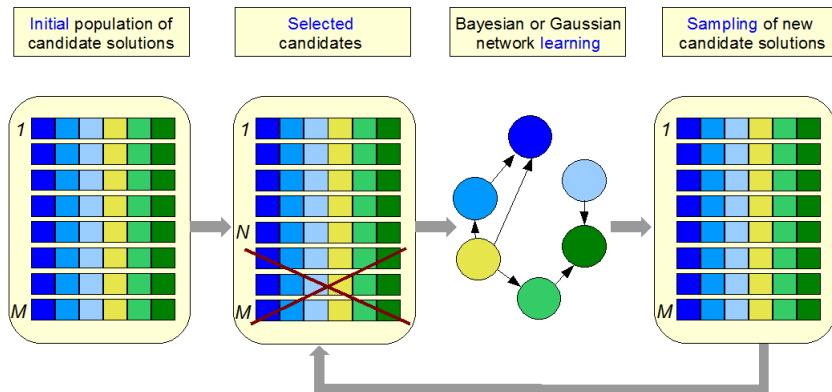 Initial population of
candidate solutions
Selected
candidates
Bayesian or Gaussian
network learning
Sampling of new
candidate solutions
1
M
1
N
M
1
M